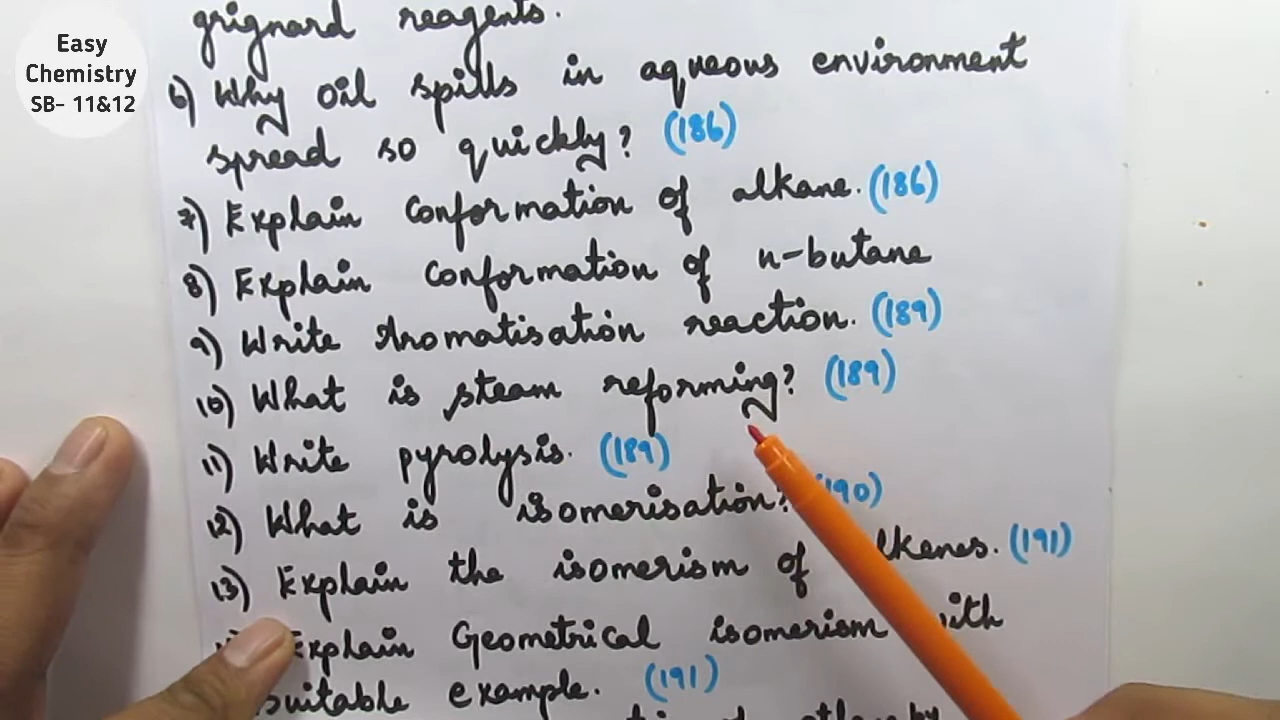 Easy
Chemistry
SB- 11&12
grignard reagents.
6) Why oil spills in aqueous environment
spread so quickly? (186)
7) Explain conformation of alkane. (186)
8) Explain conformation of n-butane
9) Write Aromatisation reaction. (189)
10) What is steam reforming? (189)
11) Write pyrolysis. (189)
12) What is isomerisation? (190)
13) Explain the isomerism of alkenes. (191)
Explain Geometrical isomerism with
suitable example. (191)